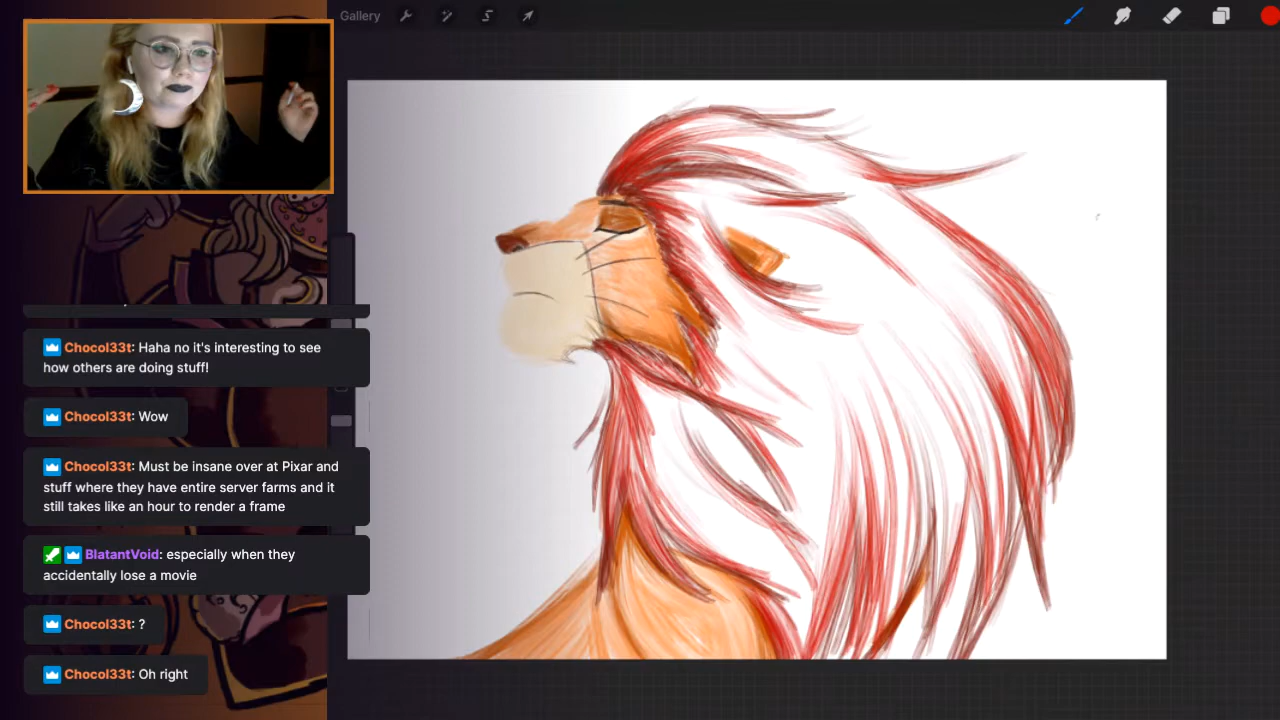 Gallery
Chocol33t: Haha no it's interesting to see
how others are doing stuff!
Chocol33t: Wow
Chocol33t: Must be insane over at Pixar and
stuff where they have entire server farms and it
still takes like an hour to render a frame
BlatantVoid: especially when they
accidentally lose a movie
Chocol33t: ?
Chocol33t: Oh right